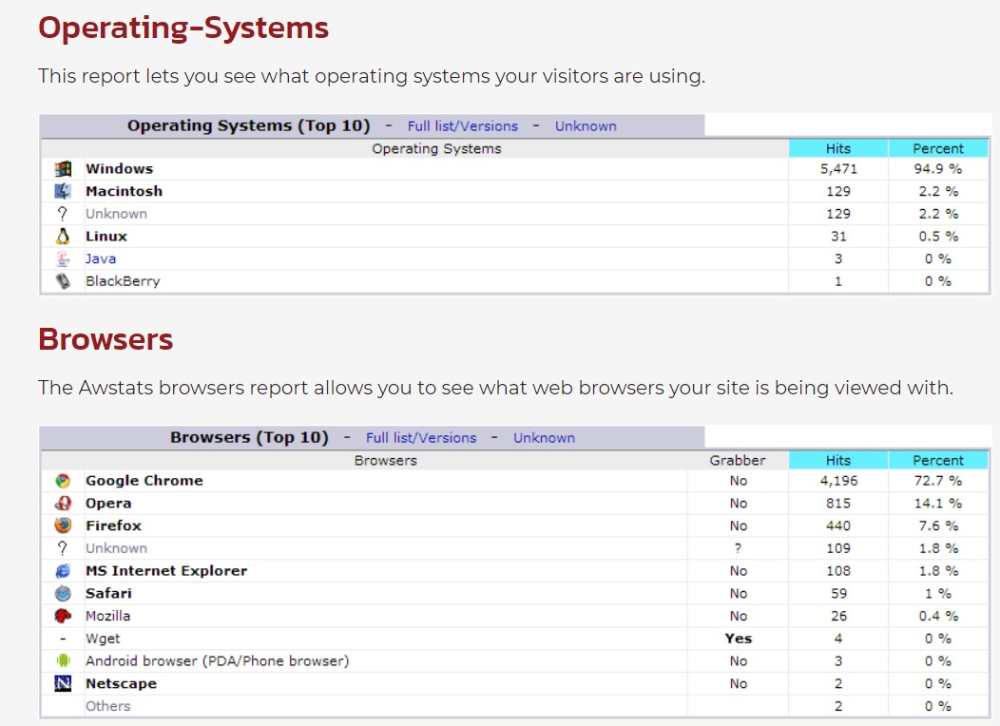 Operating-Systems
This report lets you see what operating systems your visitors are using.
Operating Systems (Top 10) - Full list/Versions - Unknown
Operating Systems Hits Percent
Windows 5,471 94.9 %
Macintosh 129 2.2 %
? Unknown 129 2.2 %
Linux 31 0.5 %
Java 3 0 %
BlackBerry 1 0 %
Browsers
The Awstats browsers report allows you to see what web browsers your site is being viewed with.
Browsers (Top 10) - Full list/Versions - Unknown
Browsers Grabber Hits Percent
Google Chrome No 4,196 72.7 %
Opera No 815 14.1 %
Firefox No 440 7.6 %
? Unknown ? 109 1.8 %
MS Internet Explorer No 108 1.8 %
Safari No 59 1 %
Mozilla No 26 0.4 %
- Wget Yes 4 0 %
Android browser (PDA/Phone browser) No 3 0 %
N Netscape No 2 0 %
Others 2 0 %